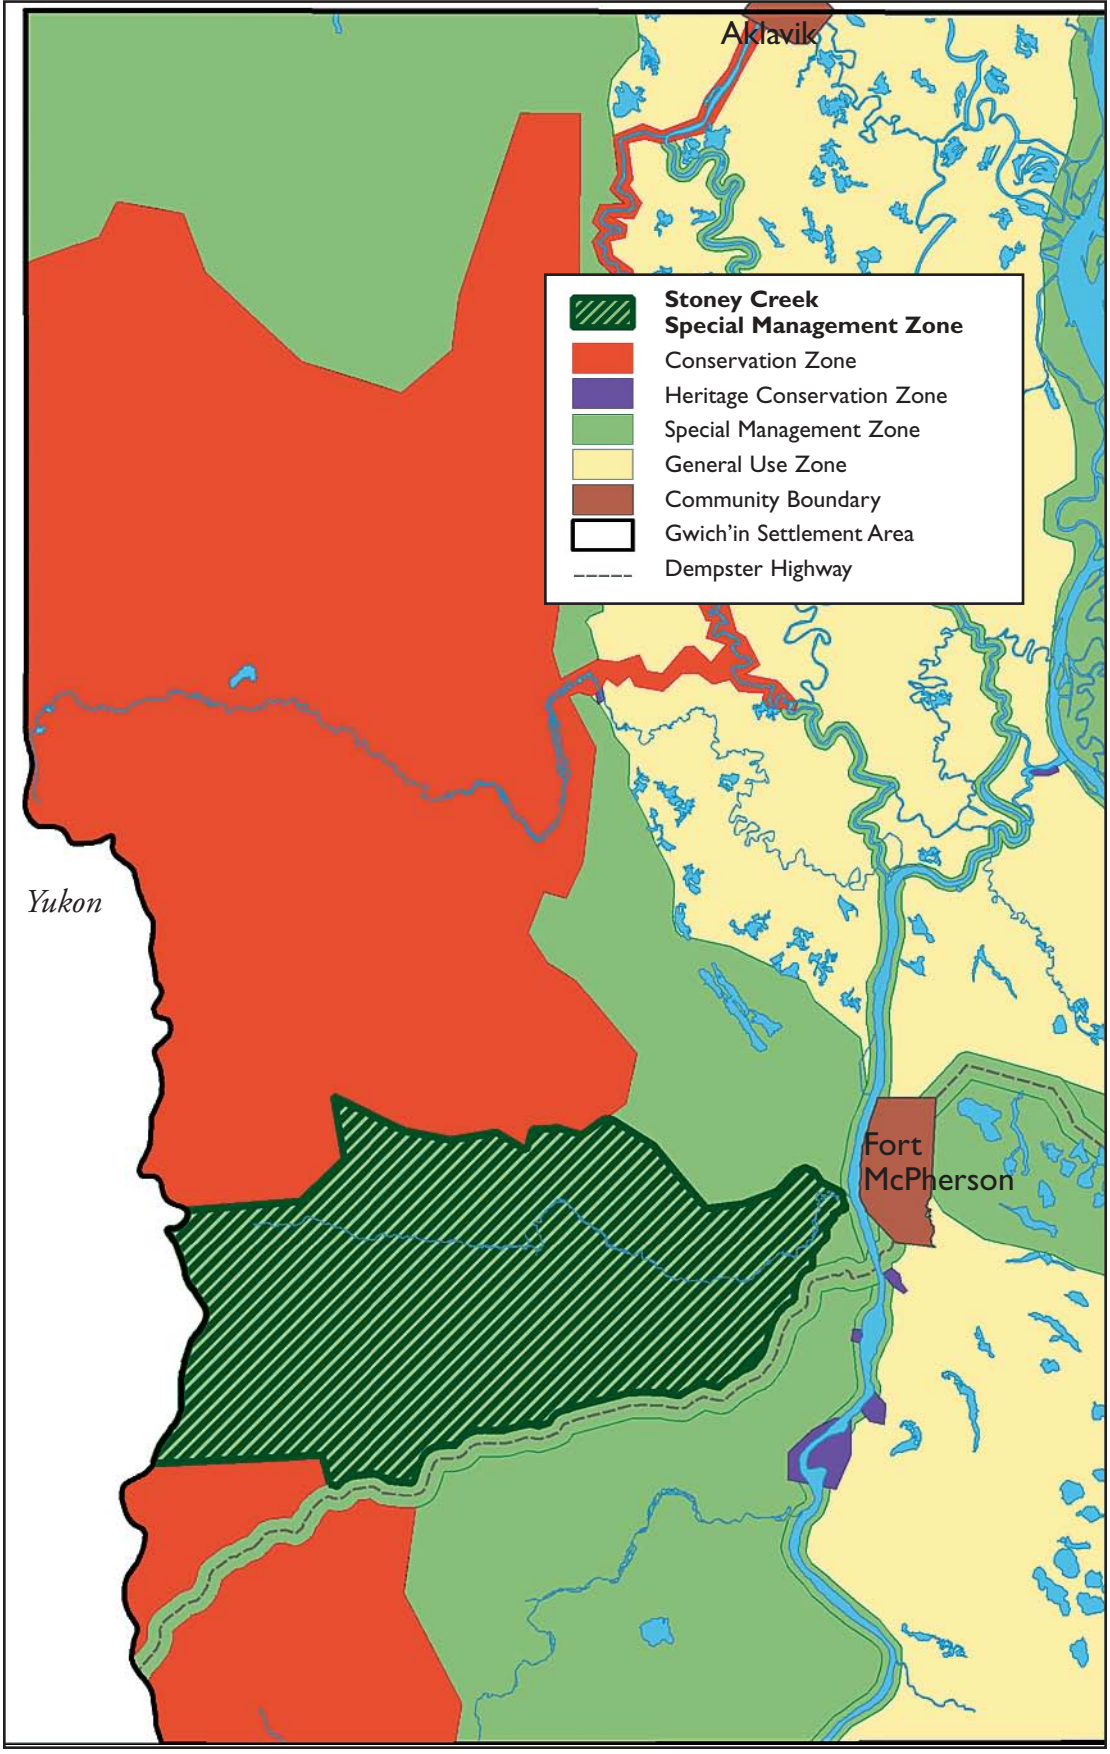 Aklavik
Stoney Creek
Special Management Zone
Conservation Zone
Heritage Conservation Zone
Special Management Zone
General Use Zone
Community Boundary
Gwich'in Settlement Area
Dempster Highway
Yukon
Fort
McPherson